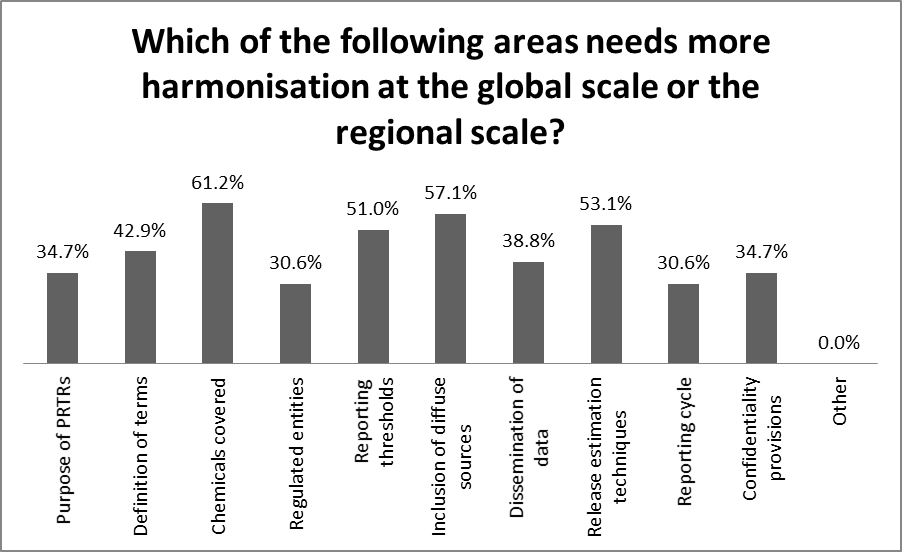 Which of the following areas needs more
harmonisation at the global scale or the
regional scale?
34.7%
42.9%
61.2%
30.6%
51.0%
57.1%
38.8%
53.1%
30.6%
34.7%
0.0%
Purpose of PRTRs
Definition of terms
Chemicals covered
Regulated entities
Reporting
thresholds
Inclusion of diffuse
sources
Dissemination of
data
Release estimation
techniques
Reporting cycle
Confidentiality
provisions
Other